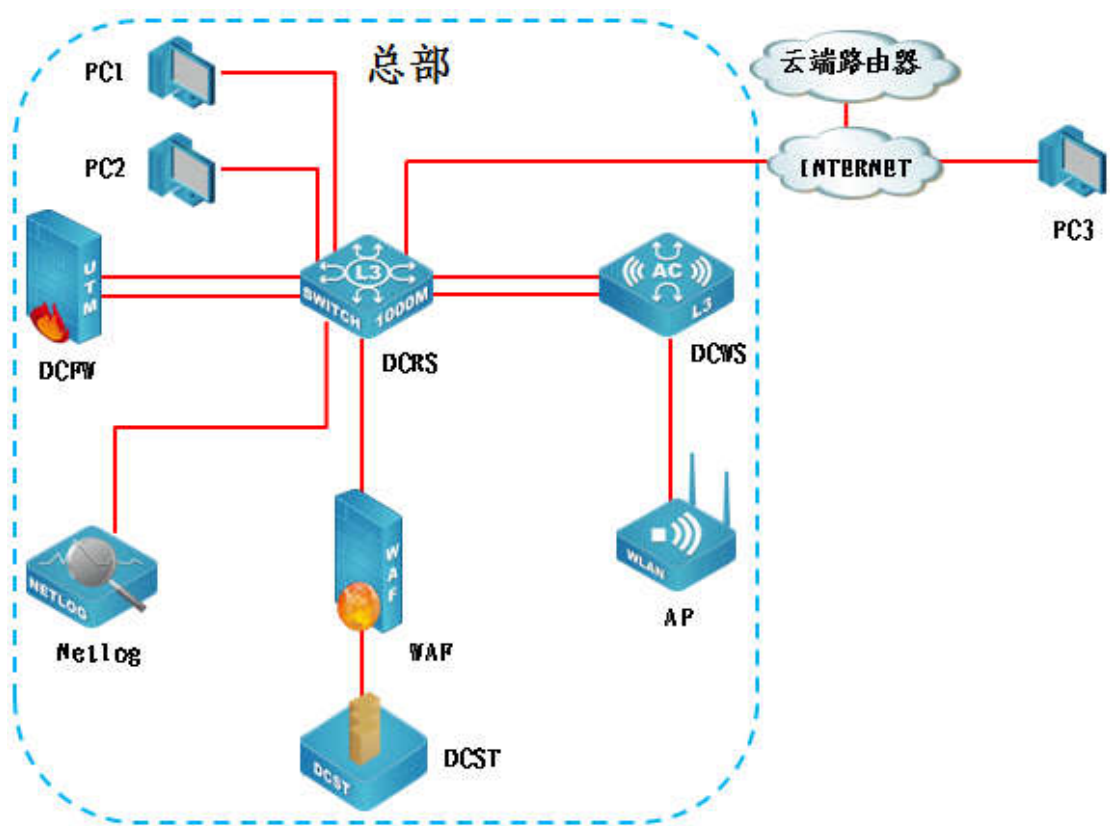 PC1
总部
云端路由器
PC2
INTERNET
PC3
UTM
L3
SWITCH
1000M
AC
L3
DCFW
DCRS
DCWS
NETLOG
WAF
WLAN
AP
Netlog
WAF
DCST
DCST